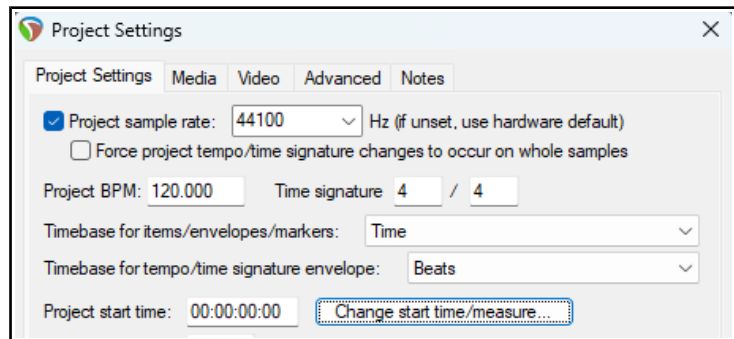 Project Settings
Project Settings Media Video Advanced Notes
Project sample rate: 44100 Hz (if unset, use hardware default)
Force project tempo/time signature changes to occur on whole samples
Project BPM: 120.000 Time signature 4 / 4
Timebase for items/envelopes/markers: Time
Timebase for tempo/time signature envelope: Beats
Project start time: 00:00:00:00 Change start time/measure...